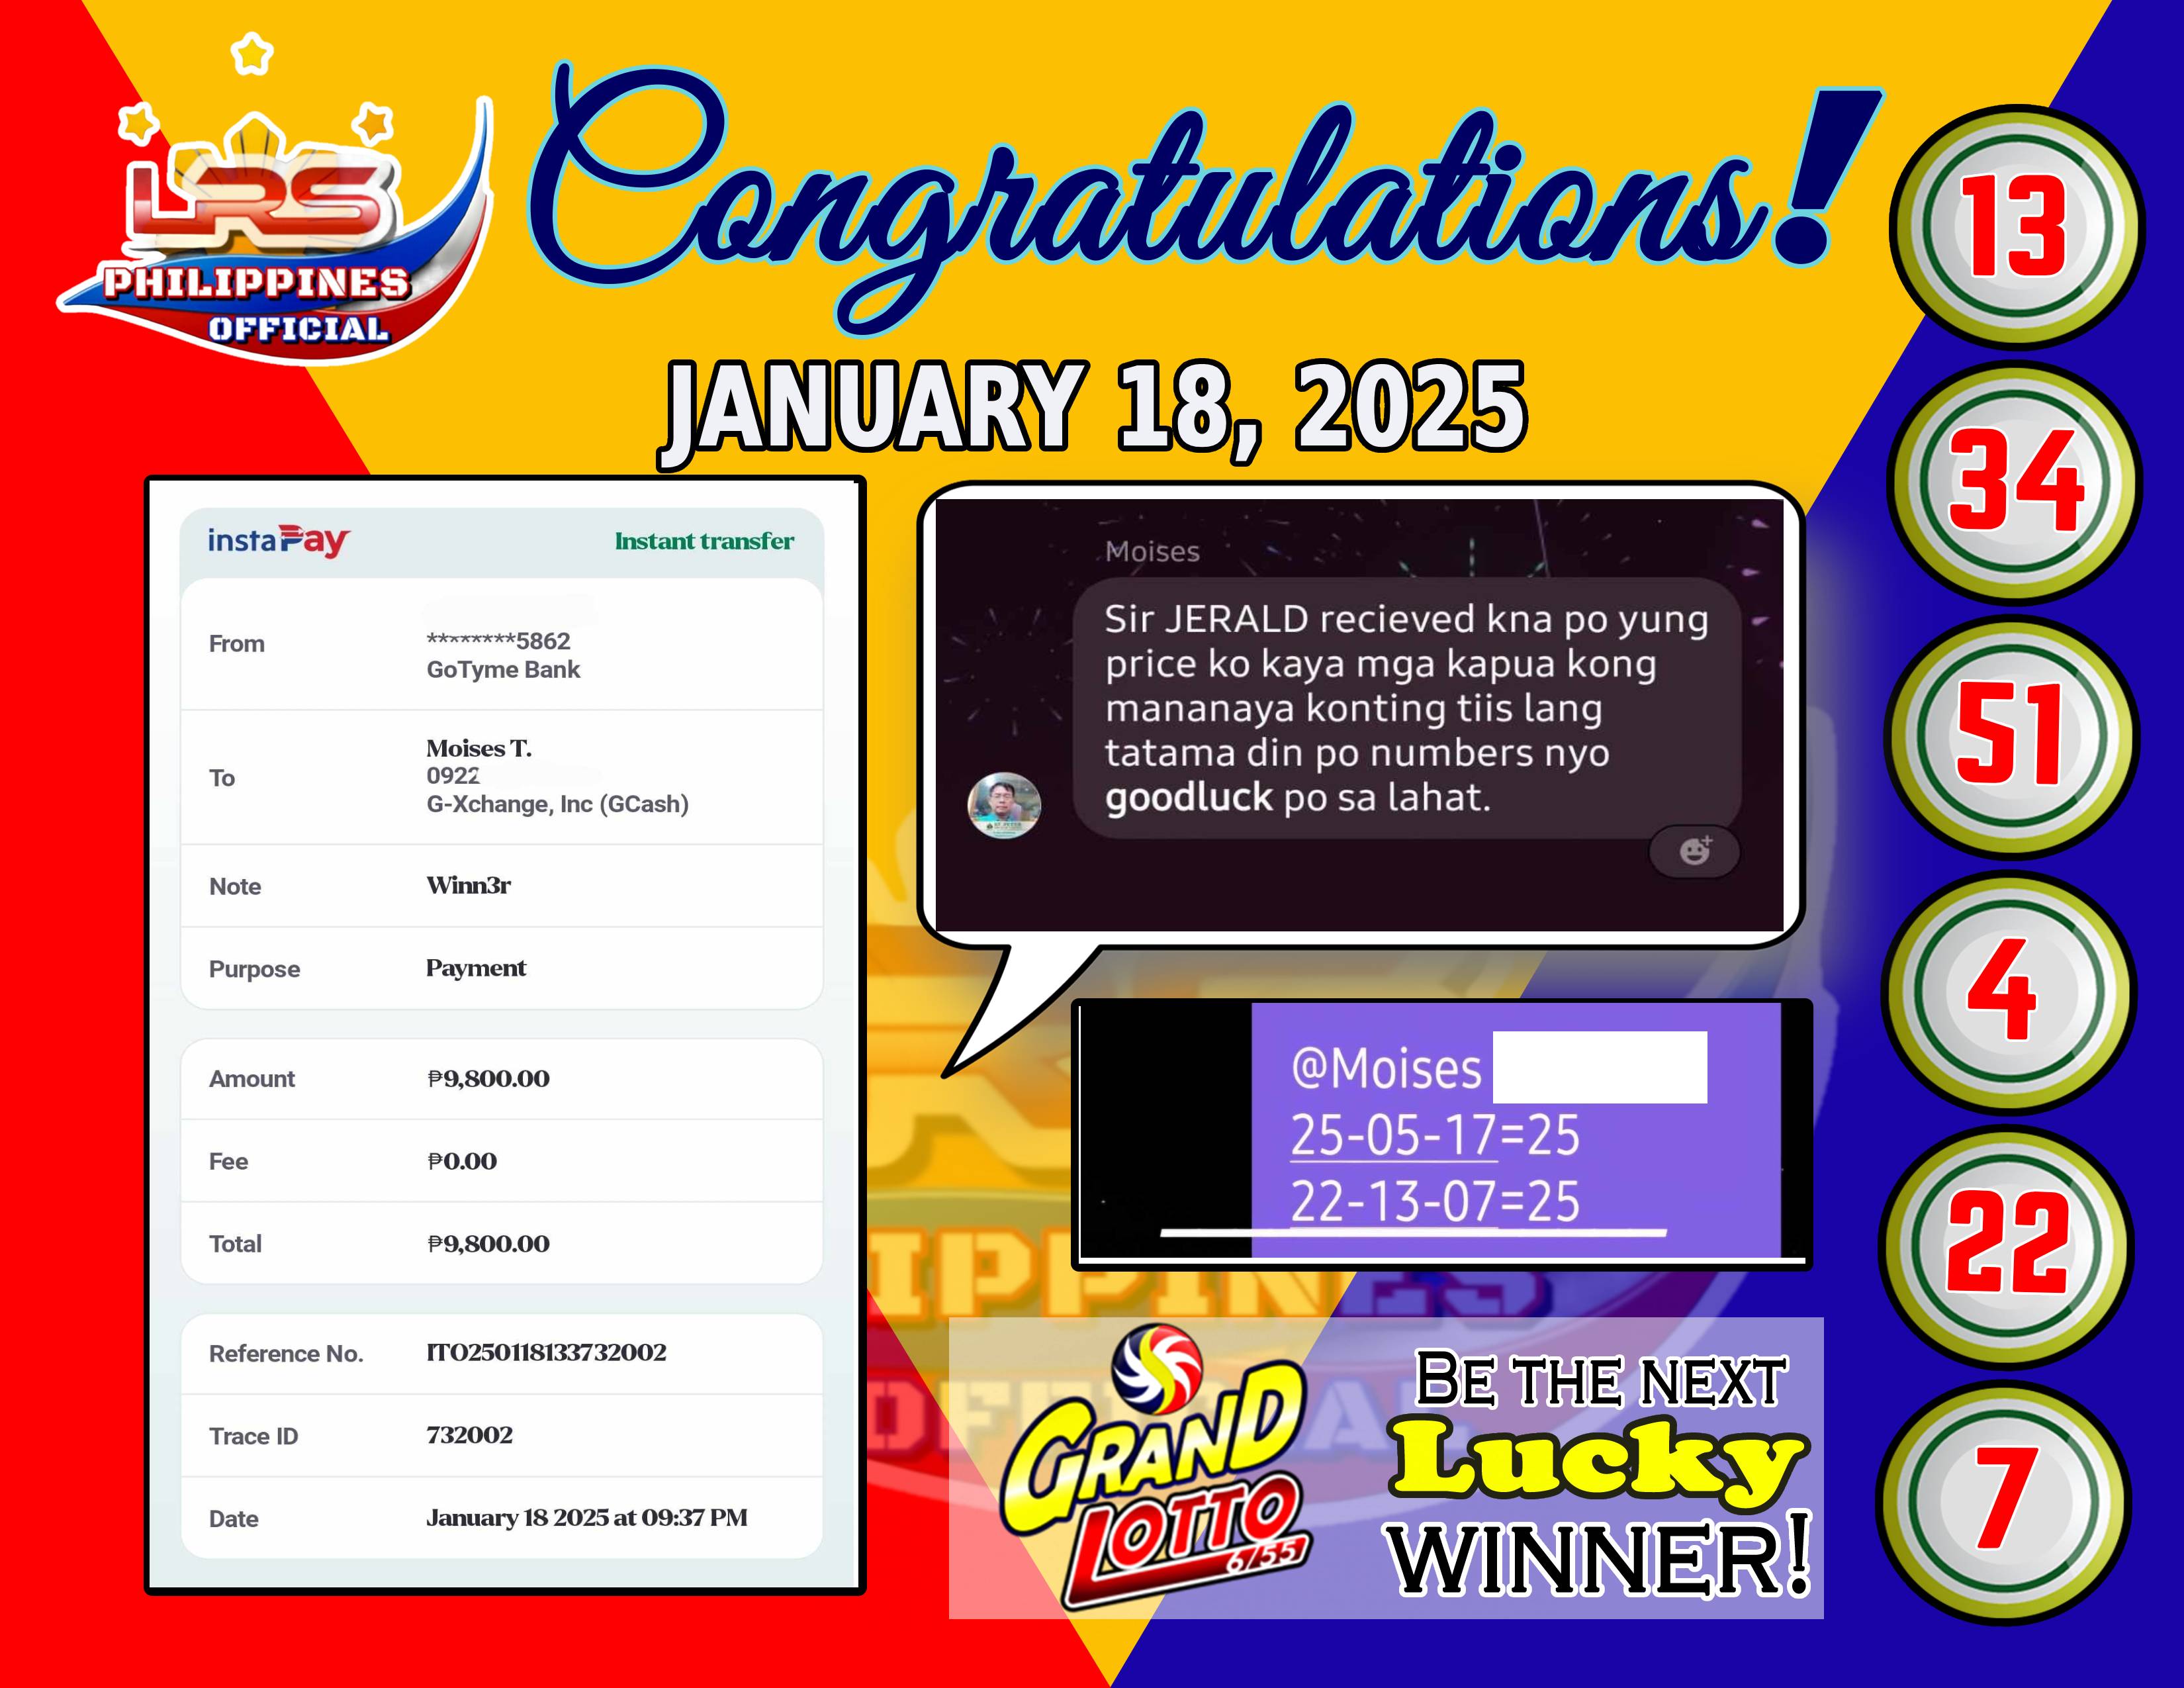 LRS
PHILIPPINES
OFFICIAL
Congratulations!
JANUARY 18, 2025
instaPay
Instant transfer
From
********5862
GoTyme Bank
To
Moises T.
0922
G-Xchange, Inc (GCash)
Note
Winn3r
Purpose
Payment
Amount
₱9,800.00
Fee
₱0.00
Total
₱9,800.00
Reference No.
ITO250118133732002
Trace ID
732002
Date
January 18 2025 at 09:37 PM
Moises
Sir JERALD recieved kna po yung
price ko kaya mga kapua kong
mananaya konting tiis lang
tatama din po numbers nyo
goodluck po sa lahat.
@Moises
25-05-17=25
22-13-07=25
GRAND
LOTTO
6/55
BE THE NEXT
Lucky
WINNER!
13
34
51
4
22
7